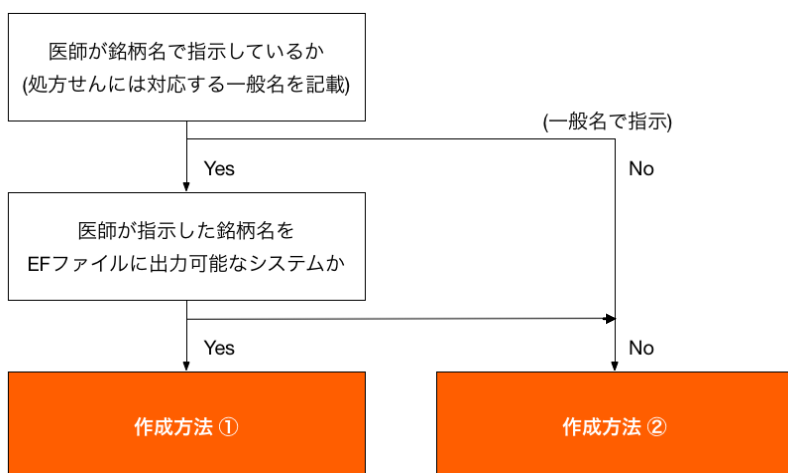 医師が銘柄名で指示しているか
(処方せんには対応する一般名を記載)
(一般名で指示)
Yes
No
医師が指示した銘柄名を
EFファイルに出力可能なシステムか
Yes
No
作成方法 ①
作成方法 ②